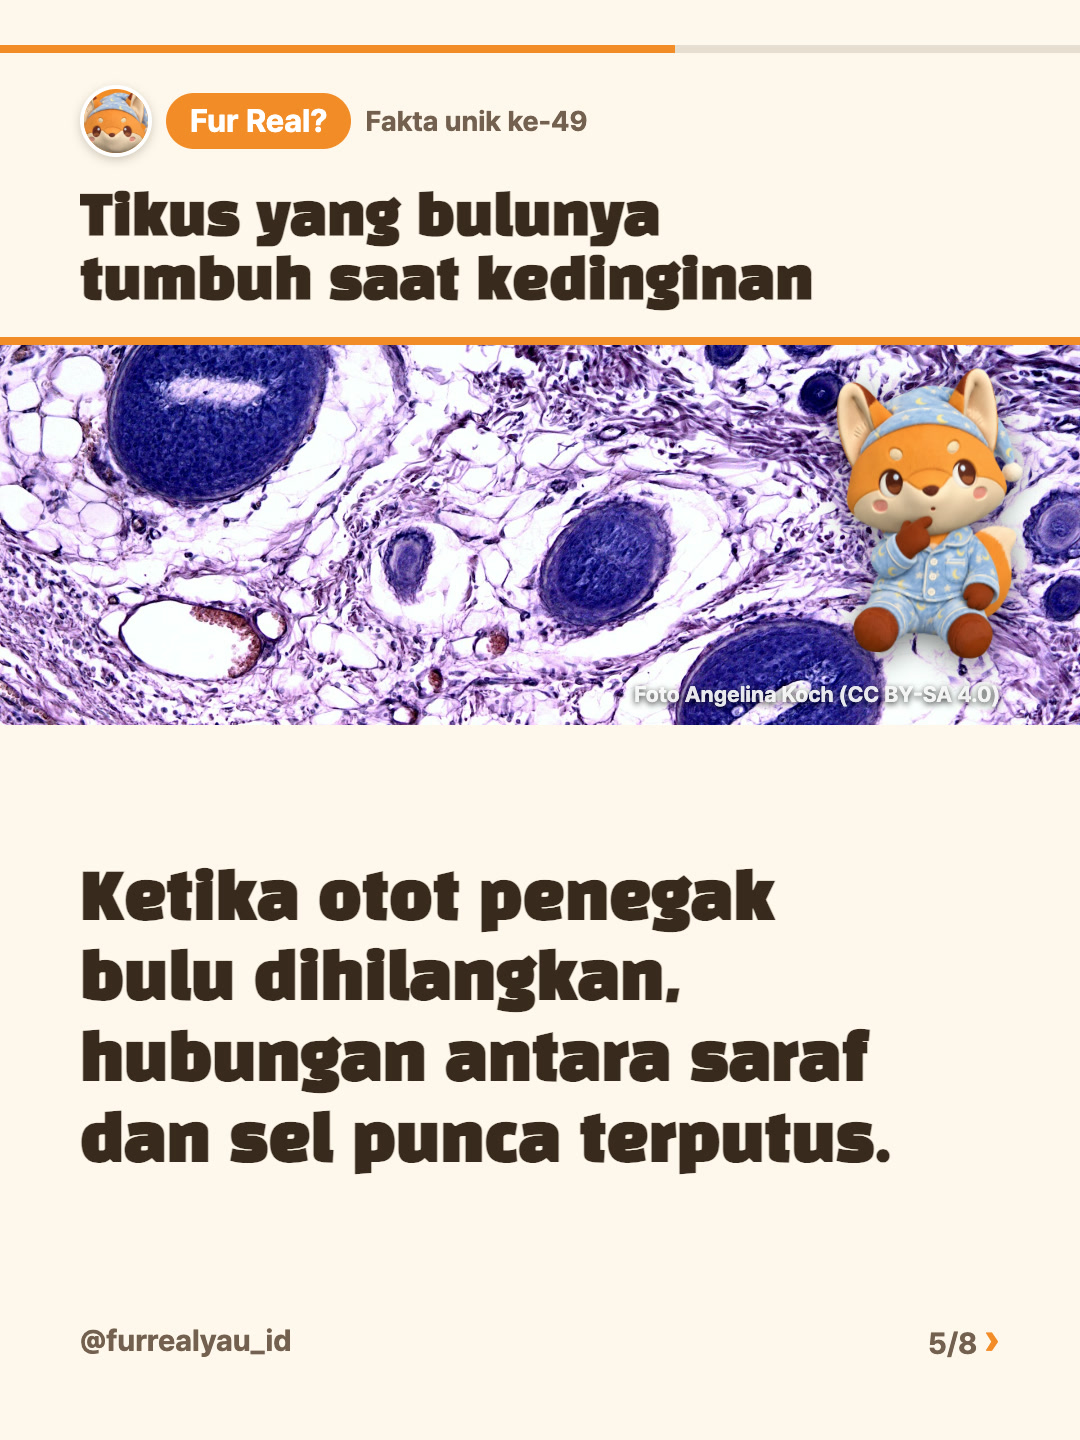 Fur Real?
Fakta unik ke-49
Tikus yang bulunya
tumbuh saat kedinginan
Foto Angelina Koch (CC BY-SA 4.0)
Ketika otot penegak
bulu dihilangkan,
hubungan antara saraf
dan sel punca terputus.
@furrealyau_id
5/8 ›